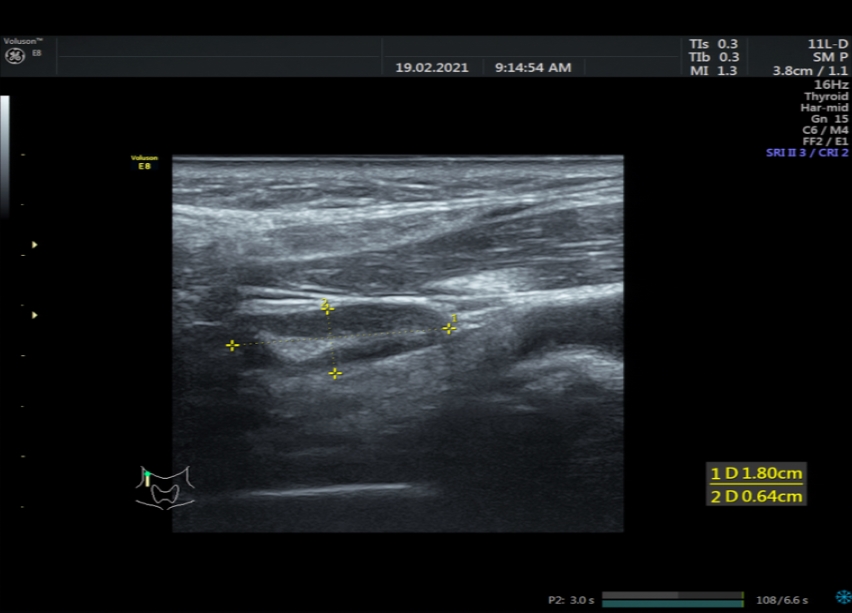 Voluson™
E8
19.02.2021
9:14:54 AM
TIs 0.3
TIb 0.3
MI 1.3
11L-D
SM P
3.8cm / 1.1
16Hz
Thyroid
Har-mid
Gn 15
C6 / M4
FF2 / E1
SRI II 3 / CRI 2
Voluson
E8
2
1
1 D 1.80cm
2 D 0.64cm
P2: 3.0 s
108/6.6 s